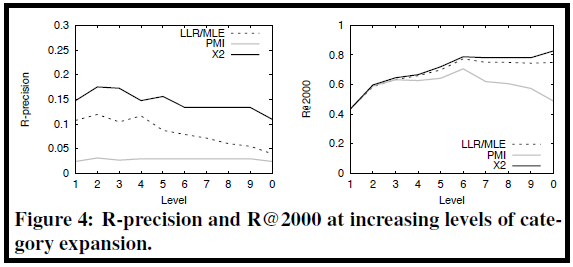 0.3
0.25
0.2
0.15
0.1
0.05
0
R-precision
LLR/MLE
PMI
X2
1 2 3 4 5 6 7 8 9 0
Level
1
0.8
0.6
0.4
0.2
0
R@2000
LLR/MLE
PMI
X2
1 2 3 4 5 6 7 8 9 0
Level
Figure 4: R-precision and R@2000 at increasing levels of cate-
gory expansion.